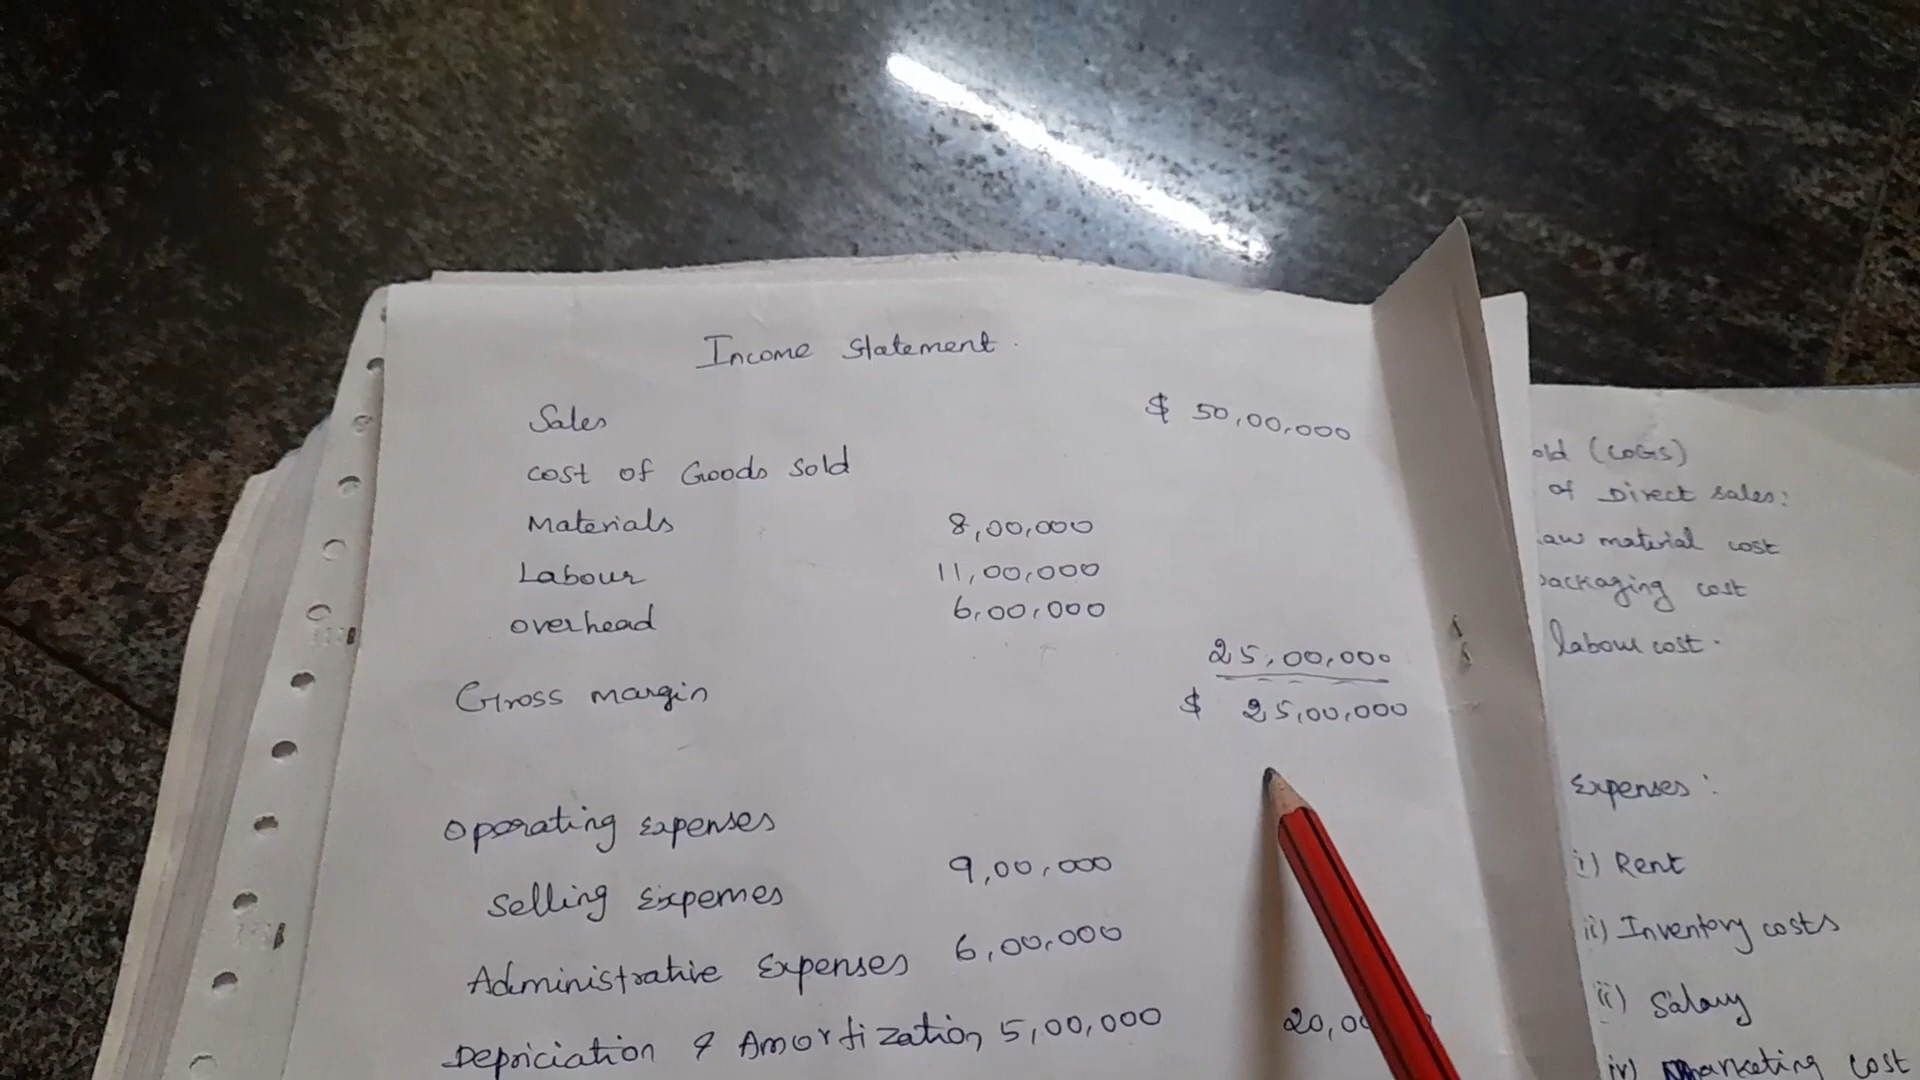 Income Statement.
Sales $ 50,00,000
cost of Goods sold
Materials 8,00,000
Labour 11,00,000
overhead 6,00,000
25,00,000
Gross margin $ 25,00,000
Operating Expenses
Selling Expenses 9,00,000
Administrative Expenses 6,00,000
Depriciation & Amortization 5,00,000 20,00
old (COGS)
of Direct sales:
aw material cost
packaging cost
labour cost.
Expenses:
i) Rent
ii) Inventory costs
ii) Salary
iv) Marketing cost